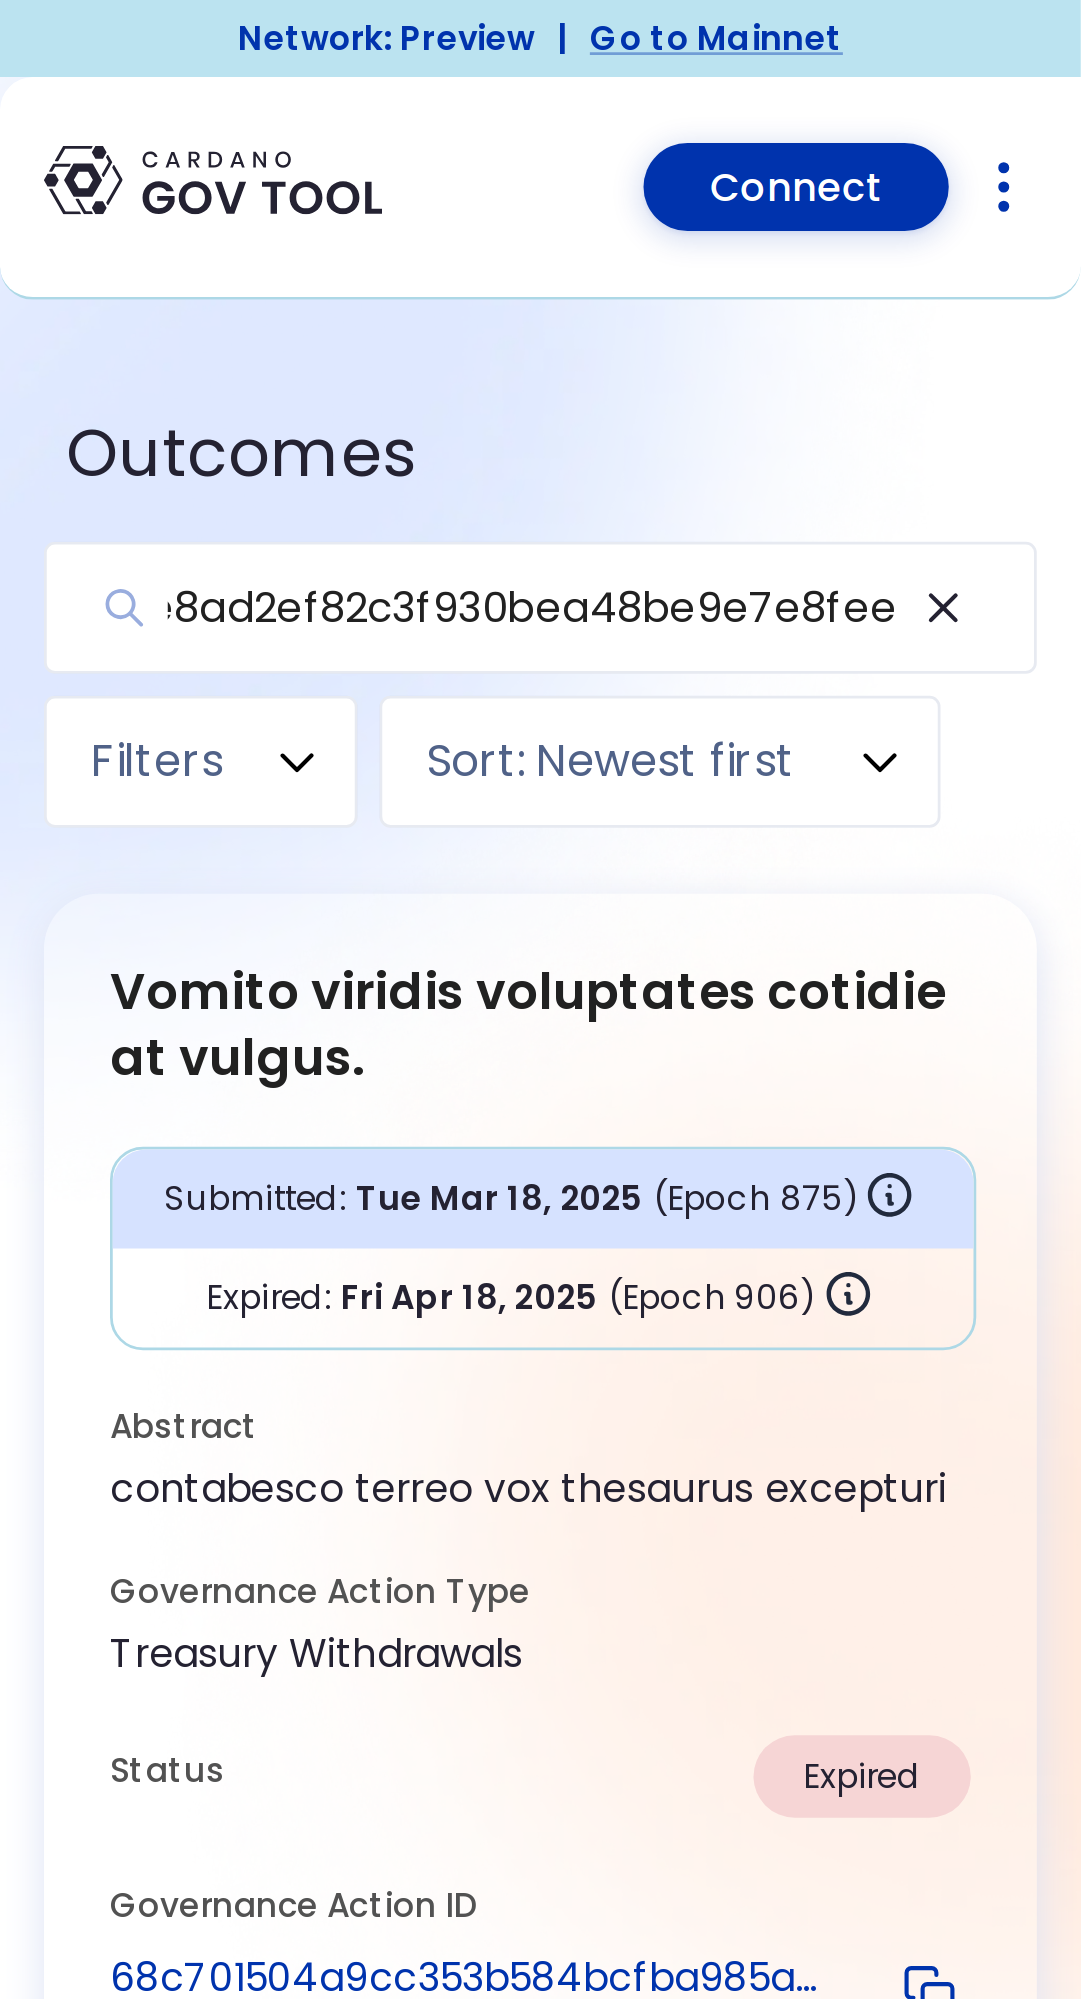 Network: Preview | Go to Mainnet
CARDANO
GOV TOOL
Connect
Outcomes
e8ad2ef82c3f930bea48be9e7e8fee
Filters
Sort: Newest first
Vomito viridis voluptates cotidie
at vulgus.
Submitted: Tue Mar 18, 2025 (Epoch 875)
Expired: Fri Apr 18, 2025 (Epoch 906)
Abstract
contabesco terreo vox thesaurus excepturi
Governance Action Type
Treasury Withdrawals
Status
Expired
Governance Action ID
68c701504a9cc353b584bcfba985a...